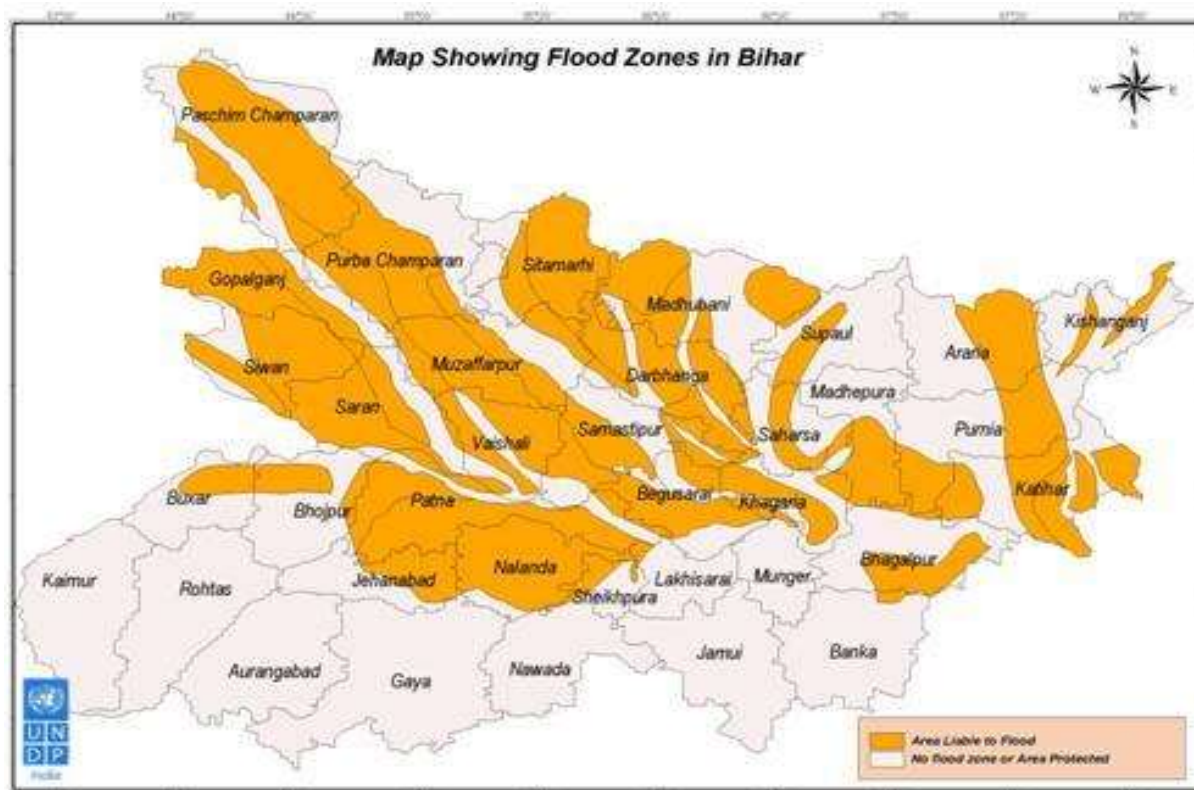 Map Showing Flood Zones in Bihar
N
W E
S
Paschim Champaran
Purba Champaran
Gopalganj
Sitamarhi
Madhubani
Kishanganj
Supaul
Araria
Siwan
Muzaffarpur
Darbhanga
Madhepura
Saran
Vaishali
Samastipur
Saharsa
Purnia
Buxar
Bhojpur
Patna
Begusarai
Khagaria
Katihar
Kaimur
Rohtas
Jehanabad
Nalanda
Sheikhpura
Lakhisarai
Munger
Bhagalpur
Aurangabad
Gaya
Nawada
Jamui
Banka
U N
D P
India
Area Liable to Flood
No flood zone or Area Protected